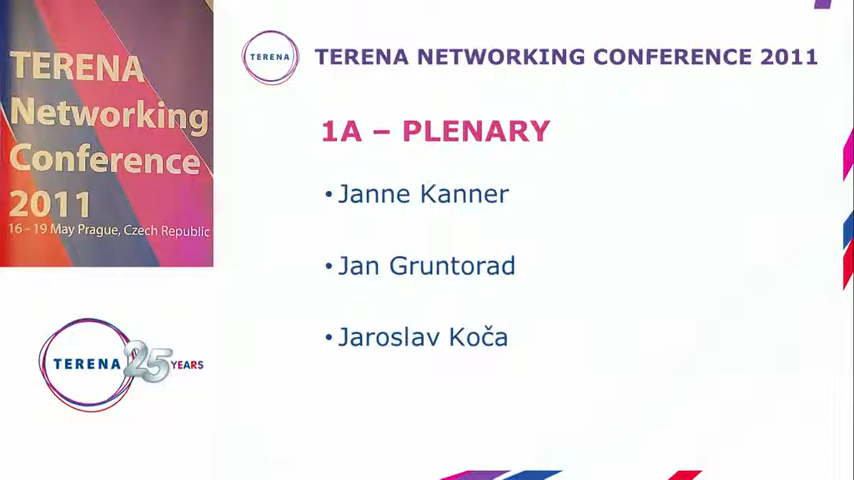 TERENA
Networking
Conference
2011
16 - 19 May Prague, Czech Republic
TERENA
TERENA NETWORKING CONFERENCE 2011
1A – PLENARY
•Janne Kanner
•Jan Gruntorad
•Jaroslav Koča
TERENA 25 YEARS